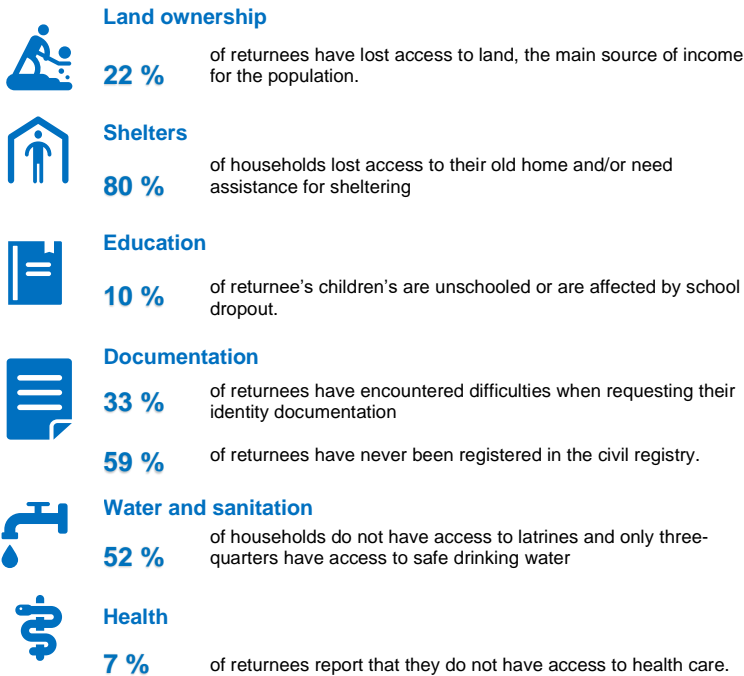 Land ownership
22 %
of returnees have lost access to land, the main source of income
for the population.
Shelters
80 %
of households lost access to their old home and/or need
assistance for sheltering
Education
10 %
of returnee’s children’s are unschooled or are affected by school
dropout.
Documentation
33 %
of returnees have encountered difficulties when requesting their
identity documentation
59 %
of returnees have never been registered in the civil registry.
Water and sanitation
52 %
of households do not have access to latrines and only three-
quarters have access to safe drinking water
Health
7 %
of returnees report that they do not have access to health care.